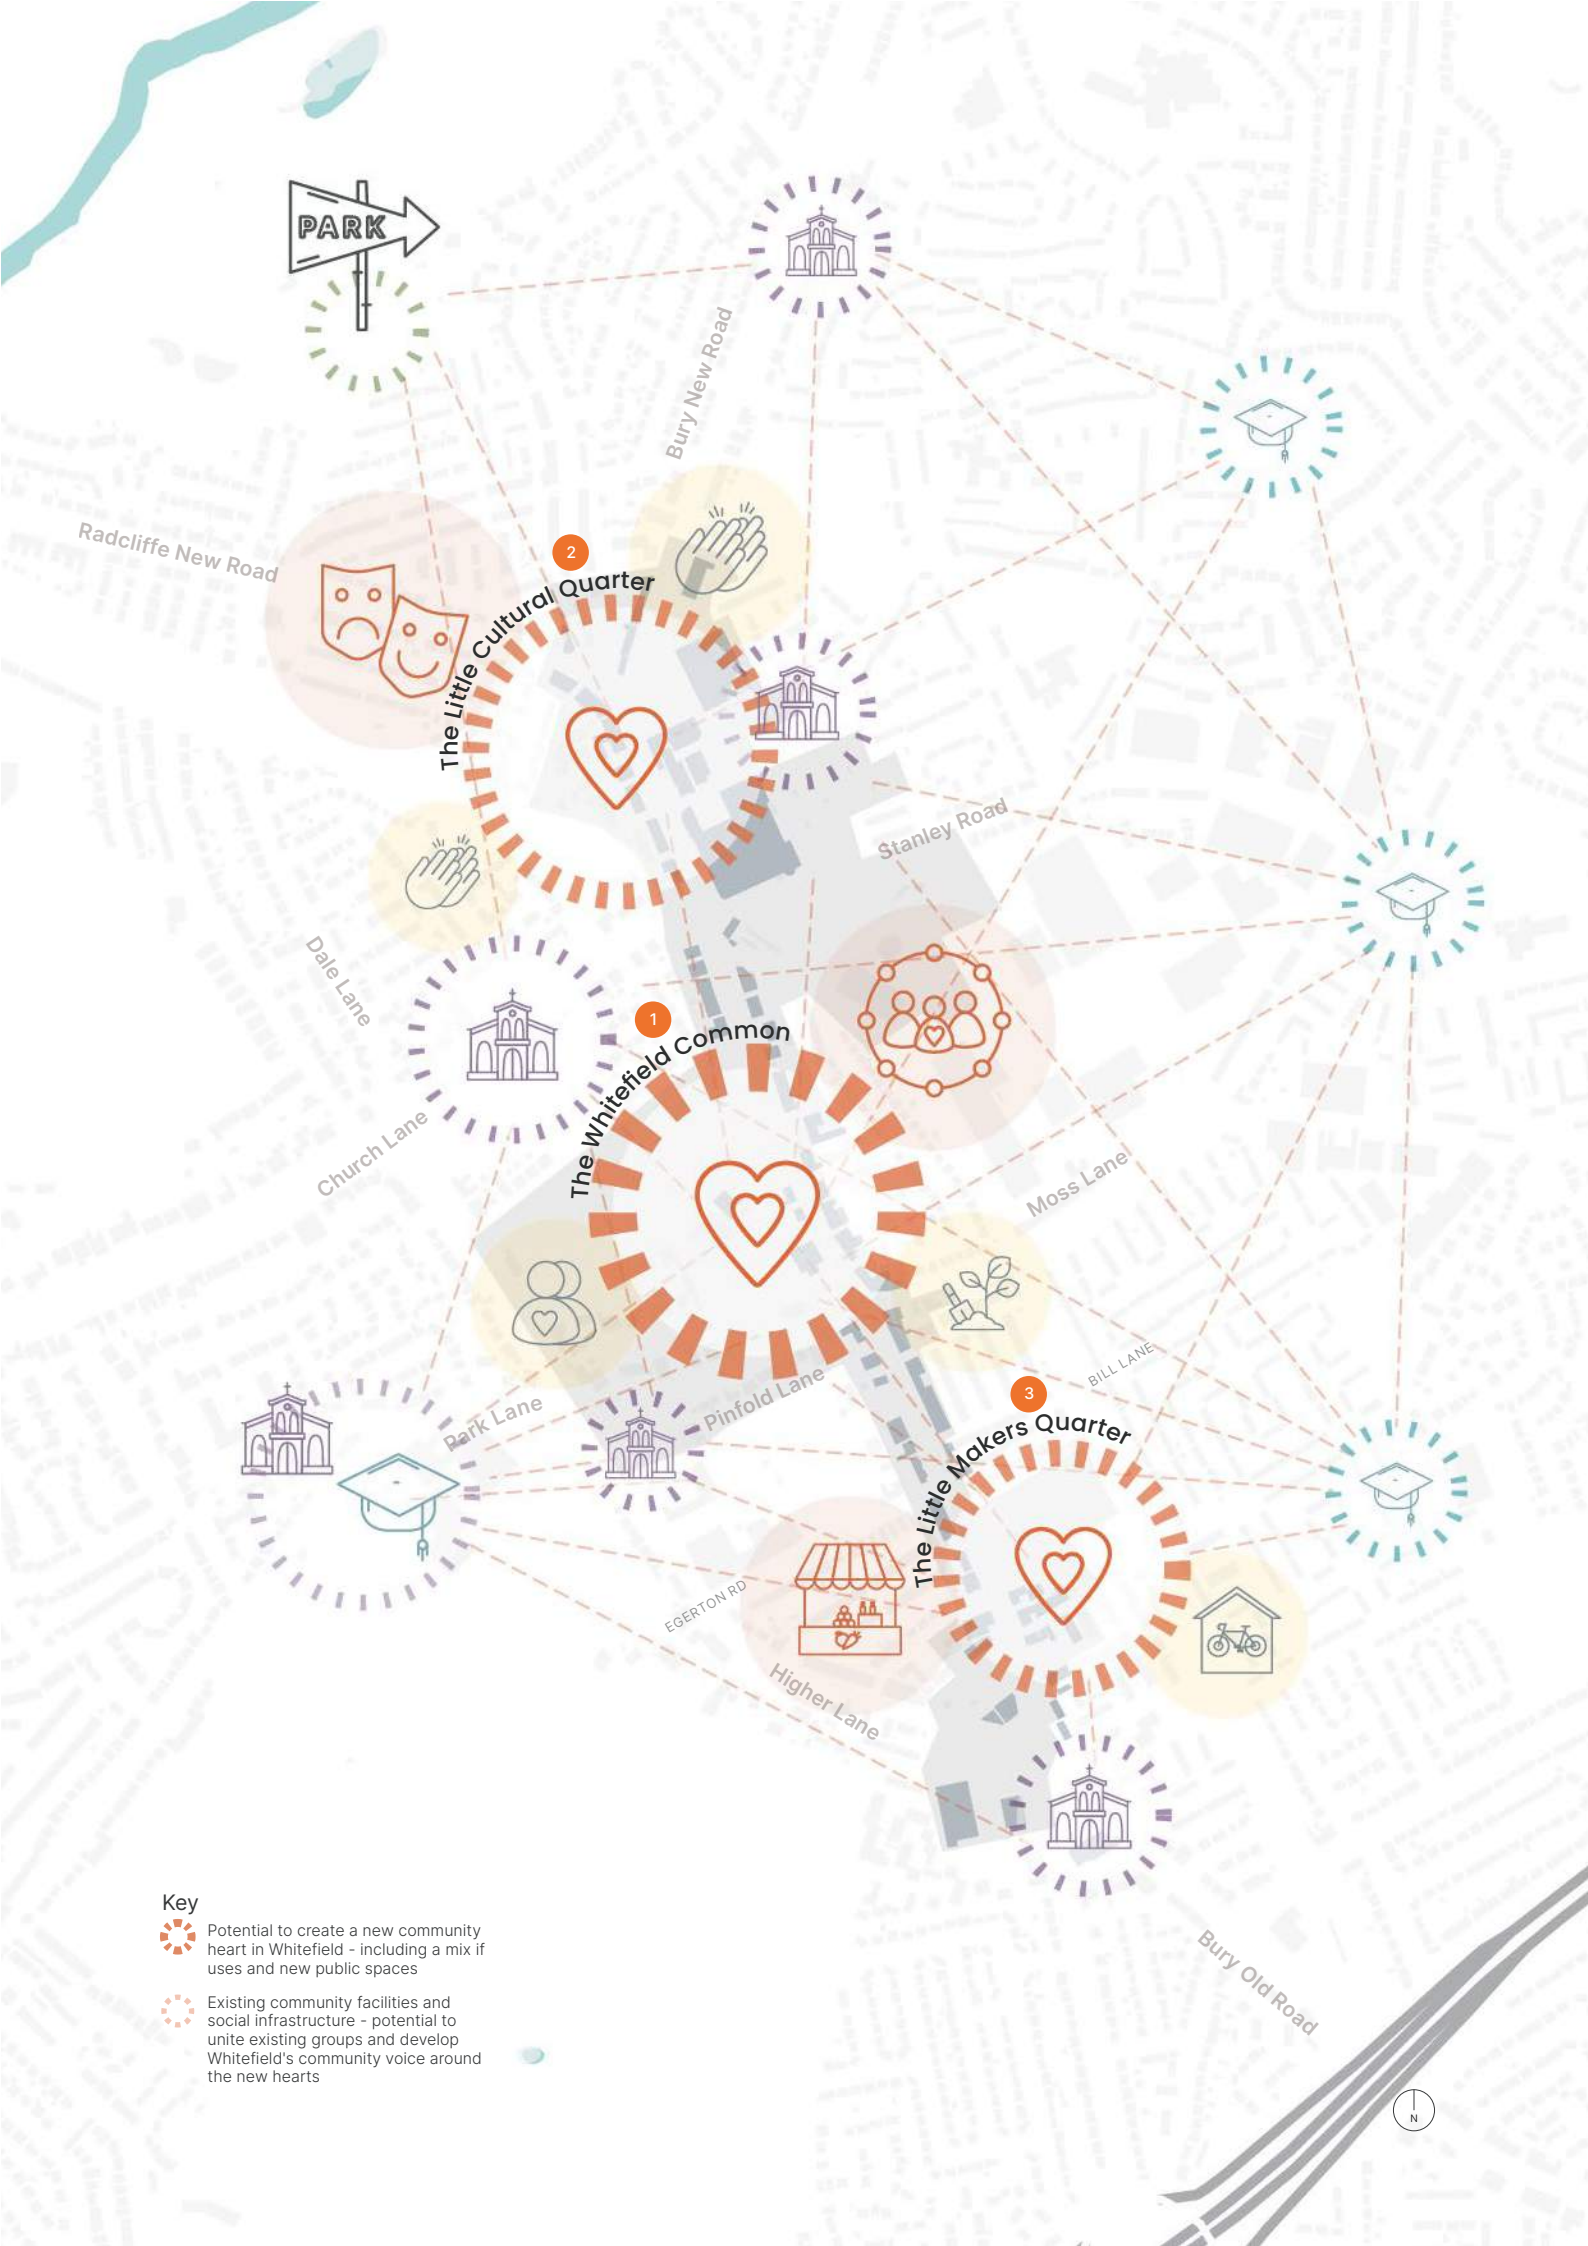 PARK
Bury New Road
Radcliffe New Road
2
The Little Cultural Quarter
Stanley Road
Dale Lane
1
The Whitefield Common
Church Lane
Moss Lane
BILL LANE
Pinfold Lane
Park Lane
3
The Little Makers Quarter
EGERTON RD
Higher Lane
Key
Potential to create a new community
heart in Whitefield - including a mix if
uses and new public spaces
Existing community facilities and
social infrastructure - potential to
unite existing groups and develop
Whitefield's community voice around
the new hearts
Bury Old Road
N